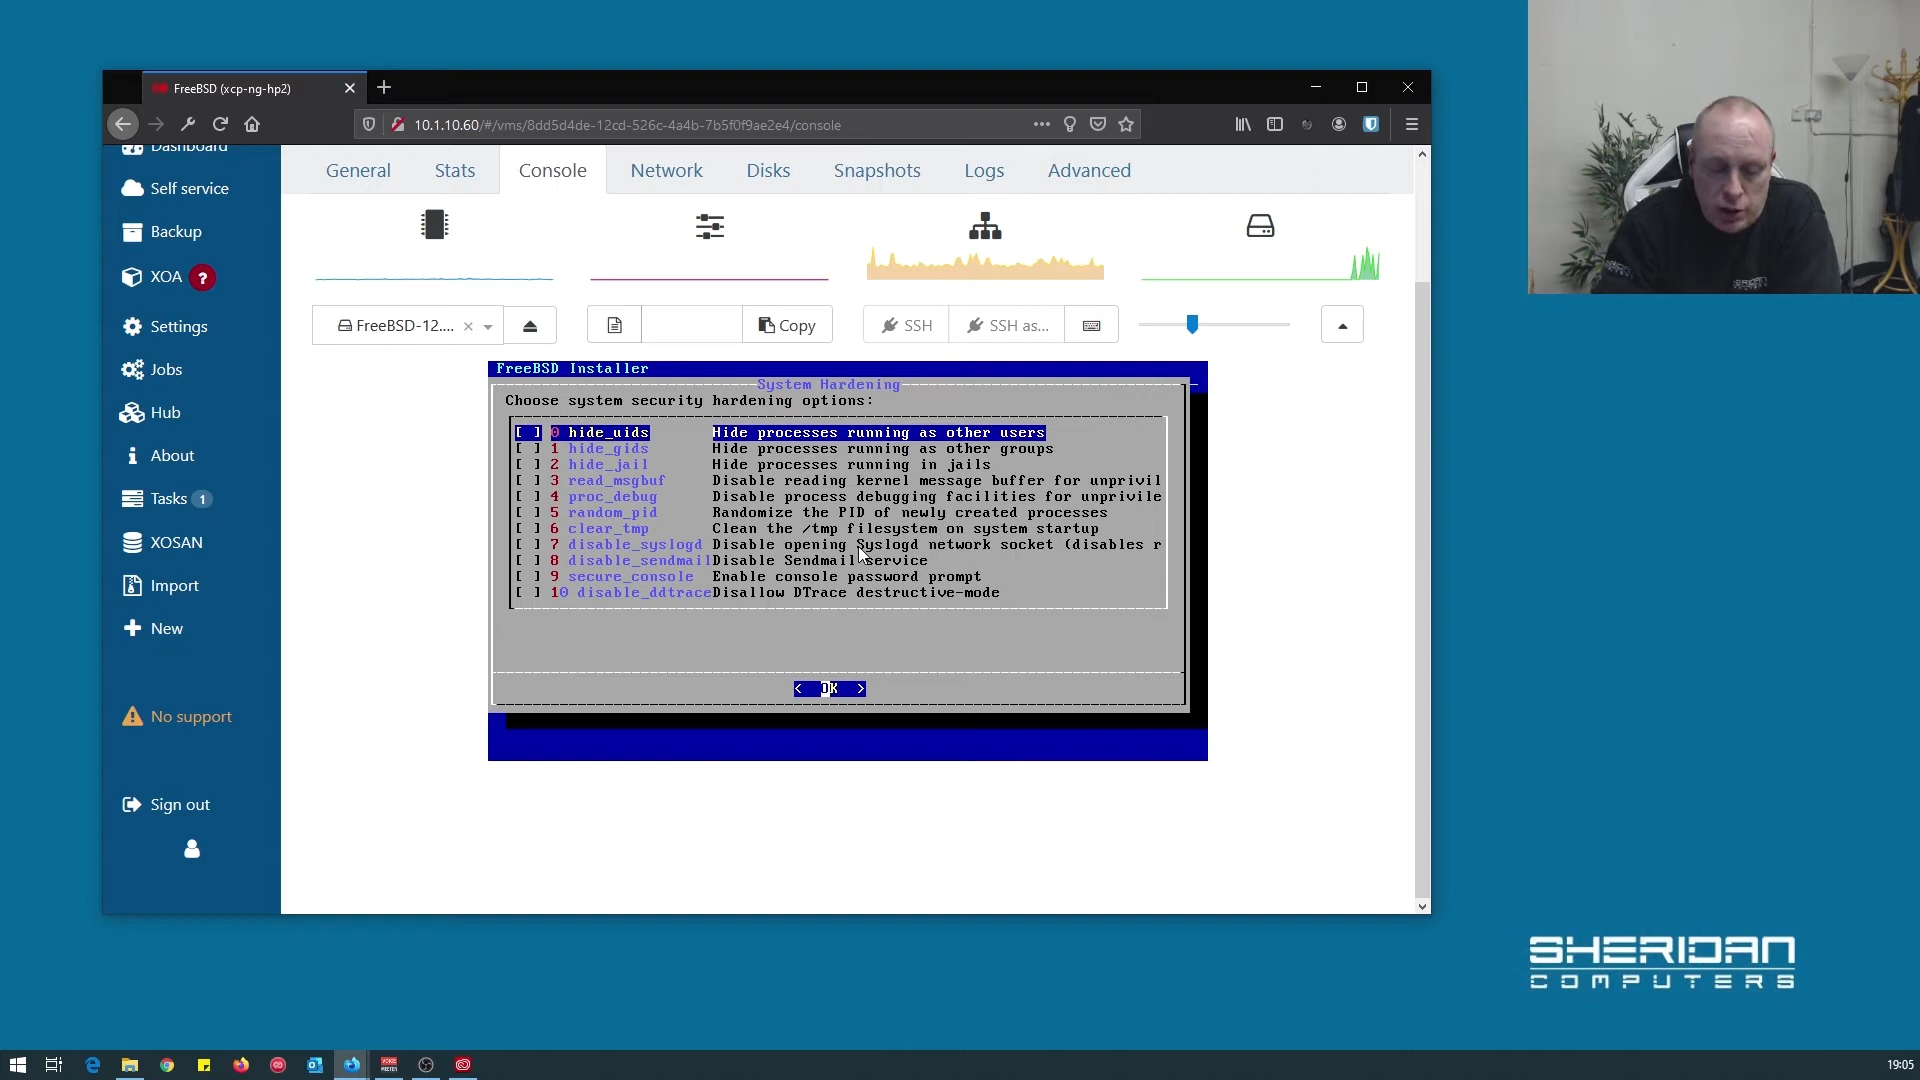 FreeBSD (xcp-ng-hp2)
10.1.10.60/#/vms/8dd5d4de-12cd-526c-4a4b-7b5f0f9ae2e4/console
Dashboard
Self service
Backup
XOA ?
Settings
Jobs
Hub
About
Tasks 1
XOSAN
Import
New
No support
Sign out
General Stats Console Network Disks Snapshots Logs Advanced
FreeBSD-12.... Copy SSH SSH as...
FreeBSD Installer
System Hardening
Choose system security hardening options:
[ ] 0 hide_uids Hide processes running as other users
[ ] 1 hide_gids Hide processes running as other groups
[ ] 2 hide_jail Hide processes running in jails
[ ] 3 read_msgbuf Disable reading kernel message buffer for unprivil
[ ] 4 proc_debug Disable process debugging facilities for unprivile
[ ] 5 random_pid Randomize the PID of newly created processes
[ ] 6 clear_tmp Clean the /tmp filesystem on system startup
[ ] 7 disable_syslogd Disable opening Syslogd network socket (disables r
[ ] 8 disable_sendmail Disable Sendmail service
[ ] 9 secure_console Enable console password prompt
[ ] 10 disable_ddtrace Disallow DTrace destructive-mode
< OK >
SHERIDAN
COMPUTERS
19:05